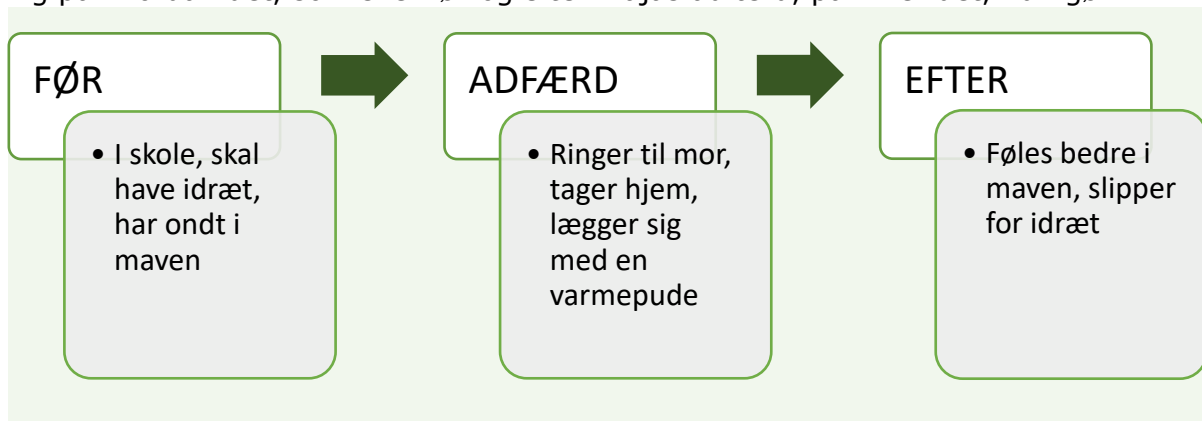 FØR
• I skole, skal
have idræt,
har ondt i
maven
ADFÆRD
• Ringer til mor,
tager hjem,
lægger sig
med en
varmepude
EFTER
• Føles bedre i
maven, slipper
for idræt